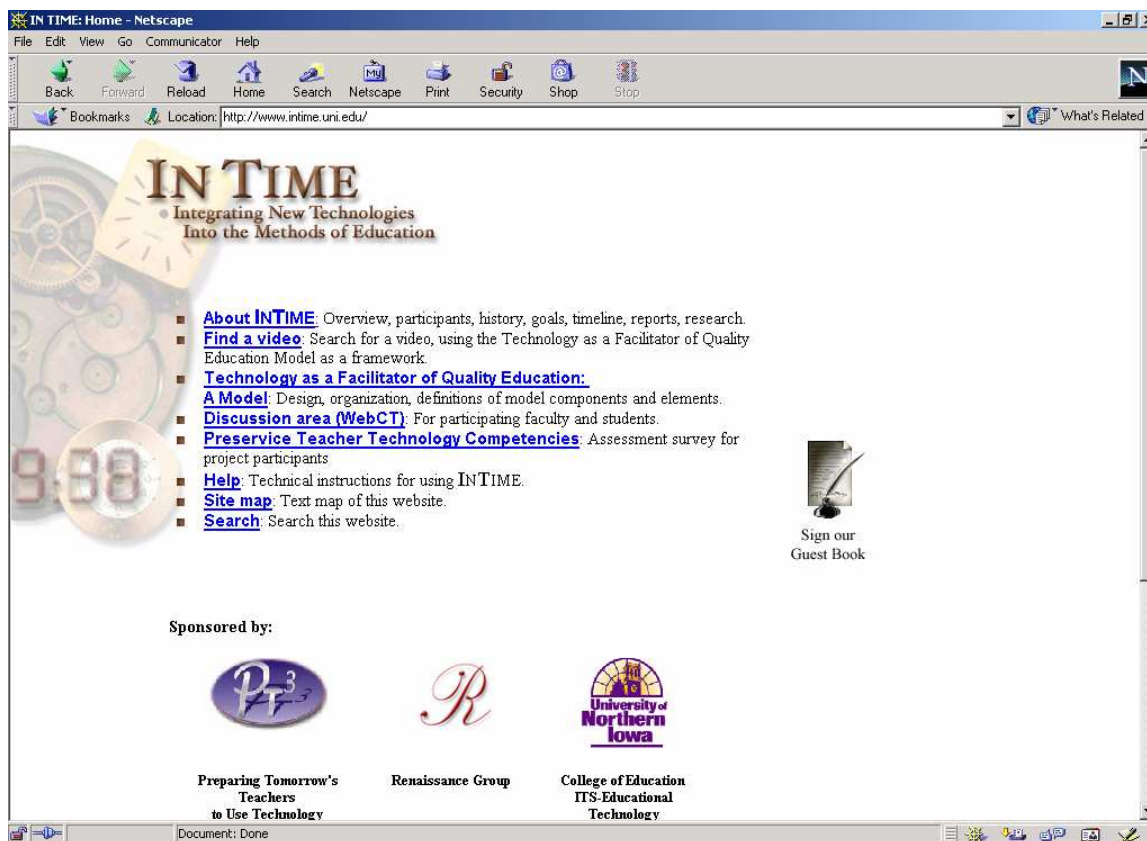 IN TIME: Home - Netscape
File Edit View Go Communicator Help
Back Forward Reload Home Search Netscape Print Security Shop Stop
Bookmarks Location: http://www.intime.uni.edu/ What's Related
IN TIME
Integrating New Technologies
Into the Methods of Education
About INTIME: Overview, participants, history, goals, timeline, reports, research.
Find a video: Search for a video, using the Technology as a Facilitator of Quality
Education Model as a framework.
Technology as a Facilitator of Quality Education:
A Model: Design, organization, definitions of model components and elements.
Discussion area (WebCT): For participating faculty and students.
Preservice Teacher Technology Competencies: Assessment survey for
project participants
Help: Technical instructions for using INTIME.
Site map: Text map of this website.
Search: Search this website.
9:38
Sign our
Guest Book
Sponsored by:
PT3
R
University of
Northern
Iowa
Preparing Tomorrow's
Teachers
to Use Technology
Renaissance Group
College of Education
ITS-Educational
Technology
Document: Done